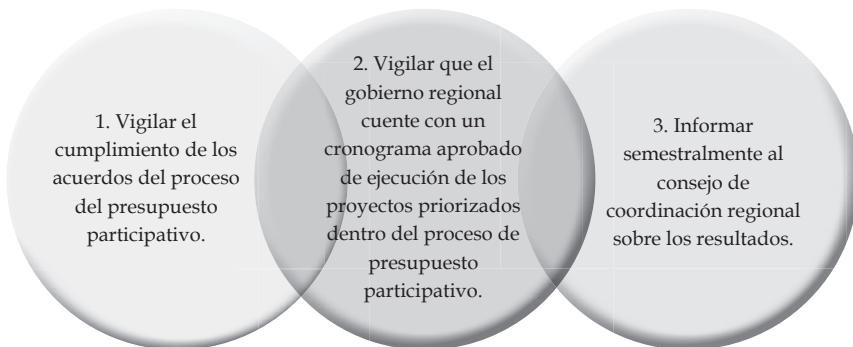 1. Vigilar el
cumplimiento de los
acuerdos del proceso
del presupuesto
participativo.
2. Vigilar que el
gobierno regional
cuente con un
cronograma aprobado
de ejecución de los
proyectos priorizados
dentro del proceso de
presupuesto
participativo.
3. Informar
semestralmente al
consejo de
coordinación regional
sobre los resultados.